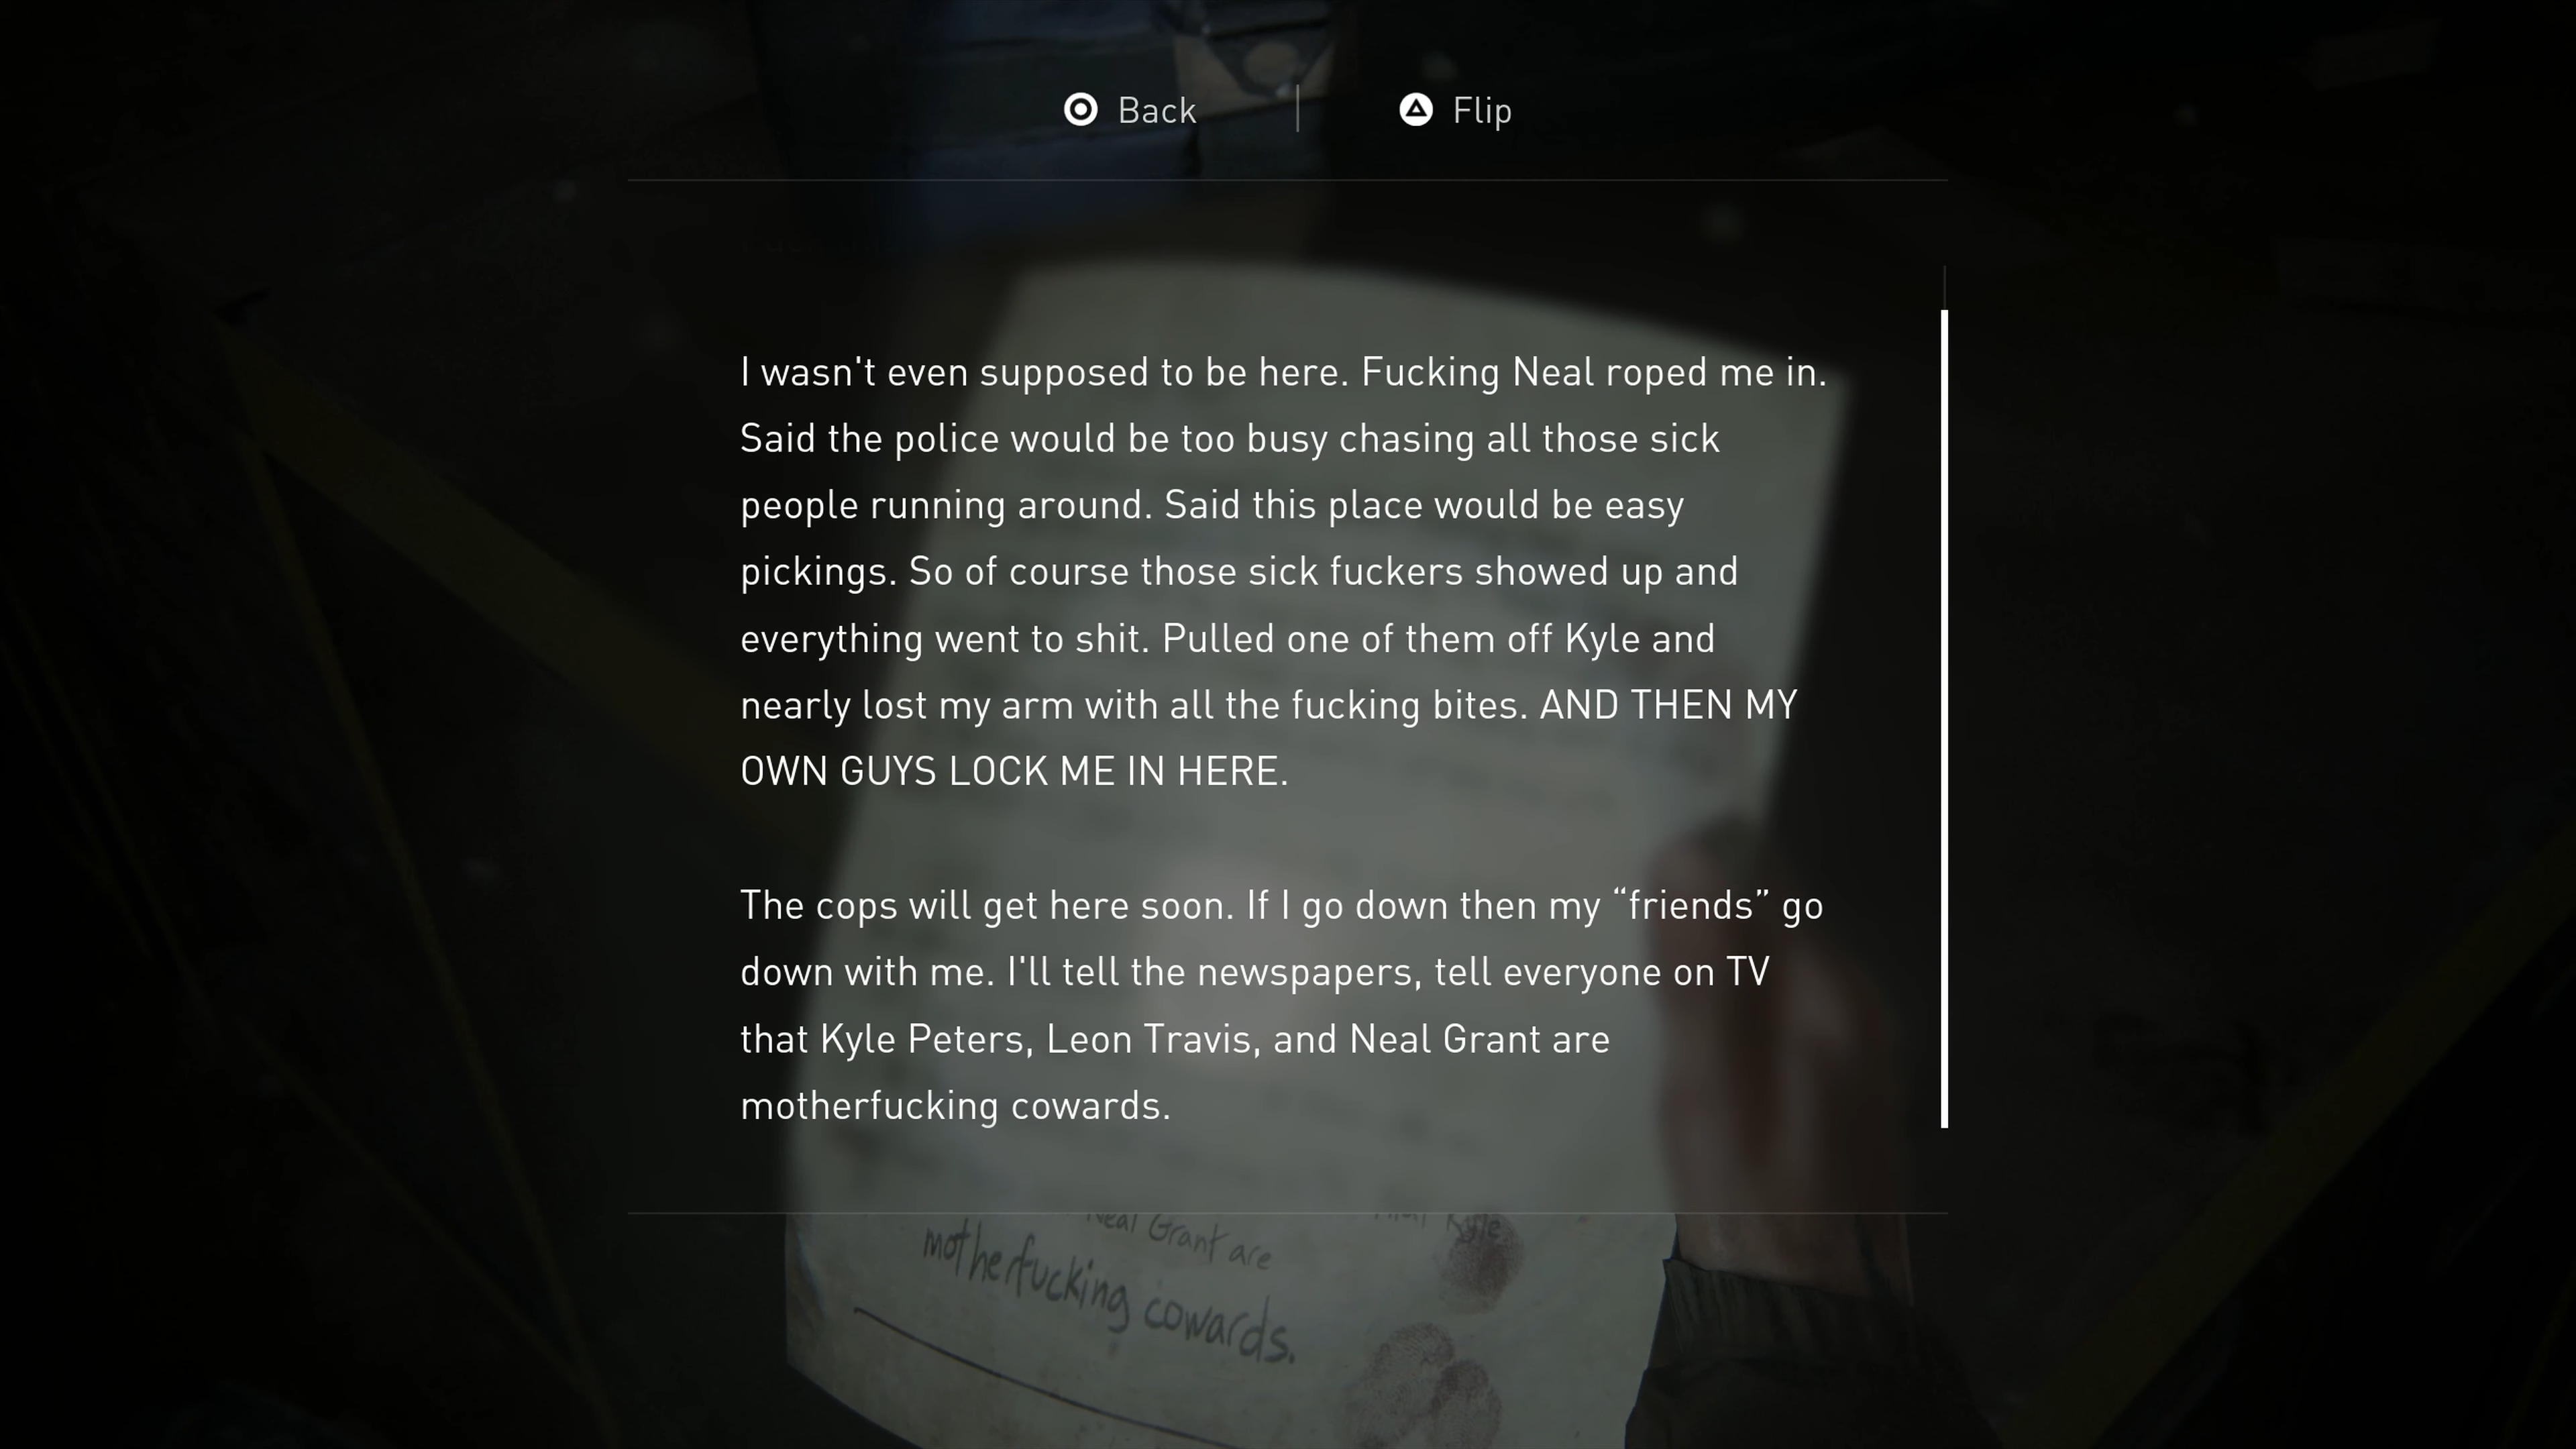 Back
Flip
I wasn't even supposed to be here. Fucking Neal roped me in.
Said the police would be too busy chasing all those sick
people running around. Said this place would be easy
pickings. So of course those sick fuckers showed up and
everything went to shit. Pulled one of them off Kyle and
nearly lost my arm with all the fucking bites. AND THEN MY
OWN GUYS LOCK ME IN HERE.
The cops will get here soon. If I go down then my “friends” go
down with me. I'll tell the newspapers, tell everyone on TV
that Kyle Peters, Leon Travis, and Neal Grant are
motherfucking cowards.
Neal Grant are
Kyle
motherfucking cowards.